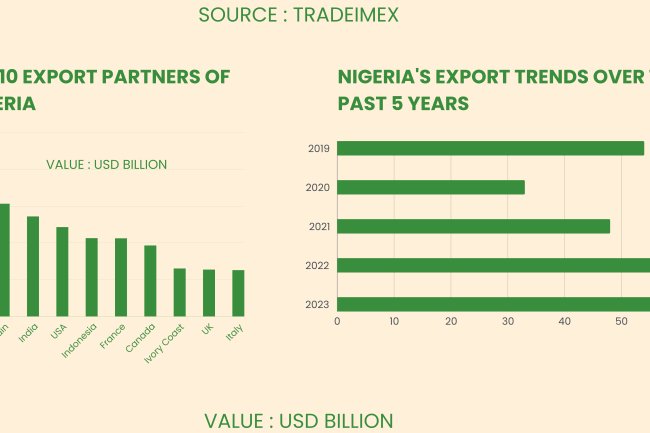 SOURCE : TRADEIMEX
10 EXPORT PARTNERS OF
ERIA
VALUE : USD BILLION
India
USA
Indonesia
France
Canada
Ivory Coast
UK
Italy
NIGERIA'S EXPORT TRENDS OVER
PAST 5 YEARS
2019
2020
2021
2022
2023
0 10 20 30 40 50
VALUE : USD BILLION